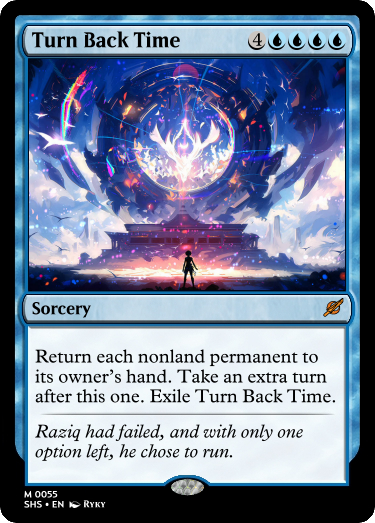 Turn Back Time 4
Sorcery
Return each nonland permanent to
its owner's hand. Take an extra turn
after this one. Exile Turn Back Time.
Raziq had failed, and with only one
option left, he chose to run.
M 0055
SHS • EN Ryky